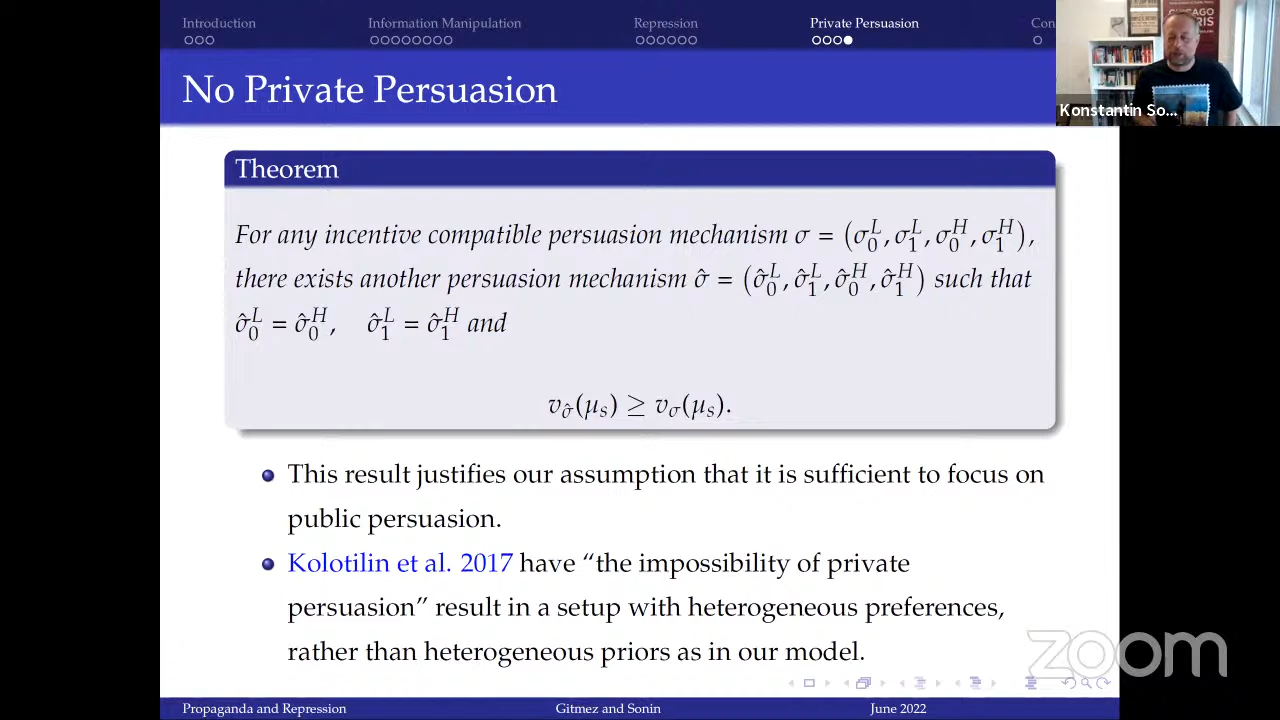 Introduction Information Manipulation Repression Private Persuasion Con
No Private Persuasion
Konstantin So...
Theorem
For any incentive compatible persuasion mechanism σ = (σ₀ᴸ, σ₁ᴸ, σ₀ᴴ, σ₁ᴴ),
there exists another persuasion mechanism σ̂ = (σ̂₀ᴸ, σ̂₁ᴸ, σ̂₀ᴴ, σ̂₁ᴴ) such that
σ̂₀ᴸ = σ̂₀ᴴ, σ̂₁ᴸ = σ̂₁ᴴ and
v_σ̂(μₛ) ≥ v_σ(μₛ).
This result justifies our assumption that it is sufficient to focus on
public persuasion.
Kolotilin et al. 2017 have “the impossibility of private
persuasion” result in a setup with heterogeneous preferences,
rather than heterogeneous priors as in our model.
zoom
Propaganda and Repression Gitmez and Sonin June 2022